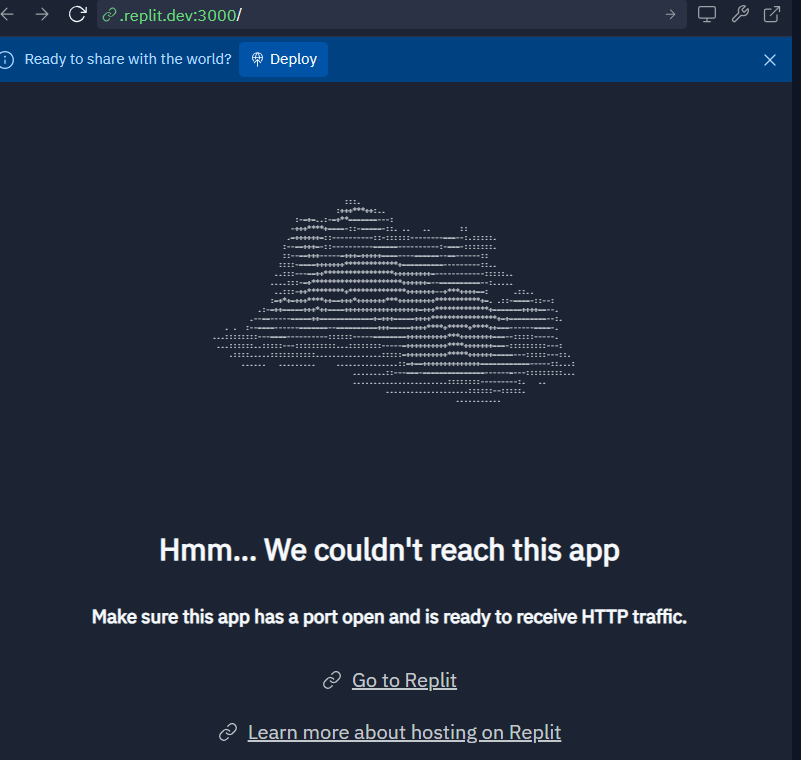 .replit.dev:3000/
Ready to share with the world? Deploy
Hmm... We couldn't reach this app
Make sure this app has a port open and is ready to receive HTTP traffic.
Go to Replit
Learn more about hosting on Replit